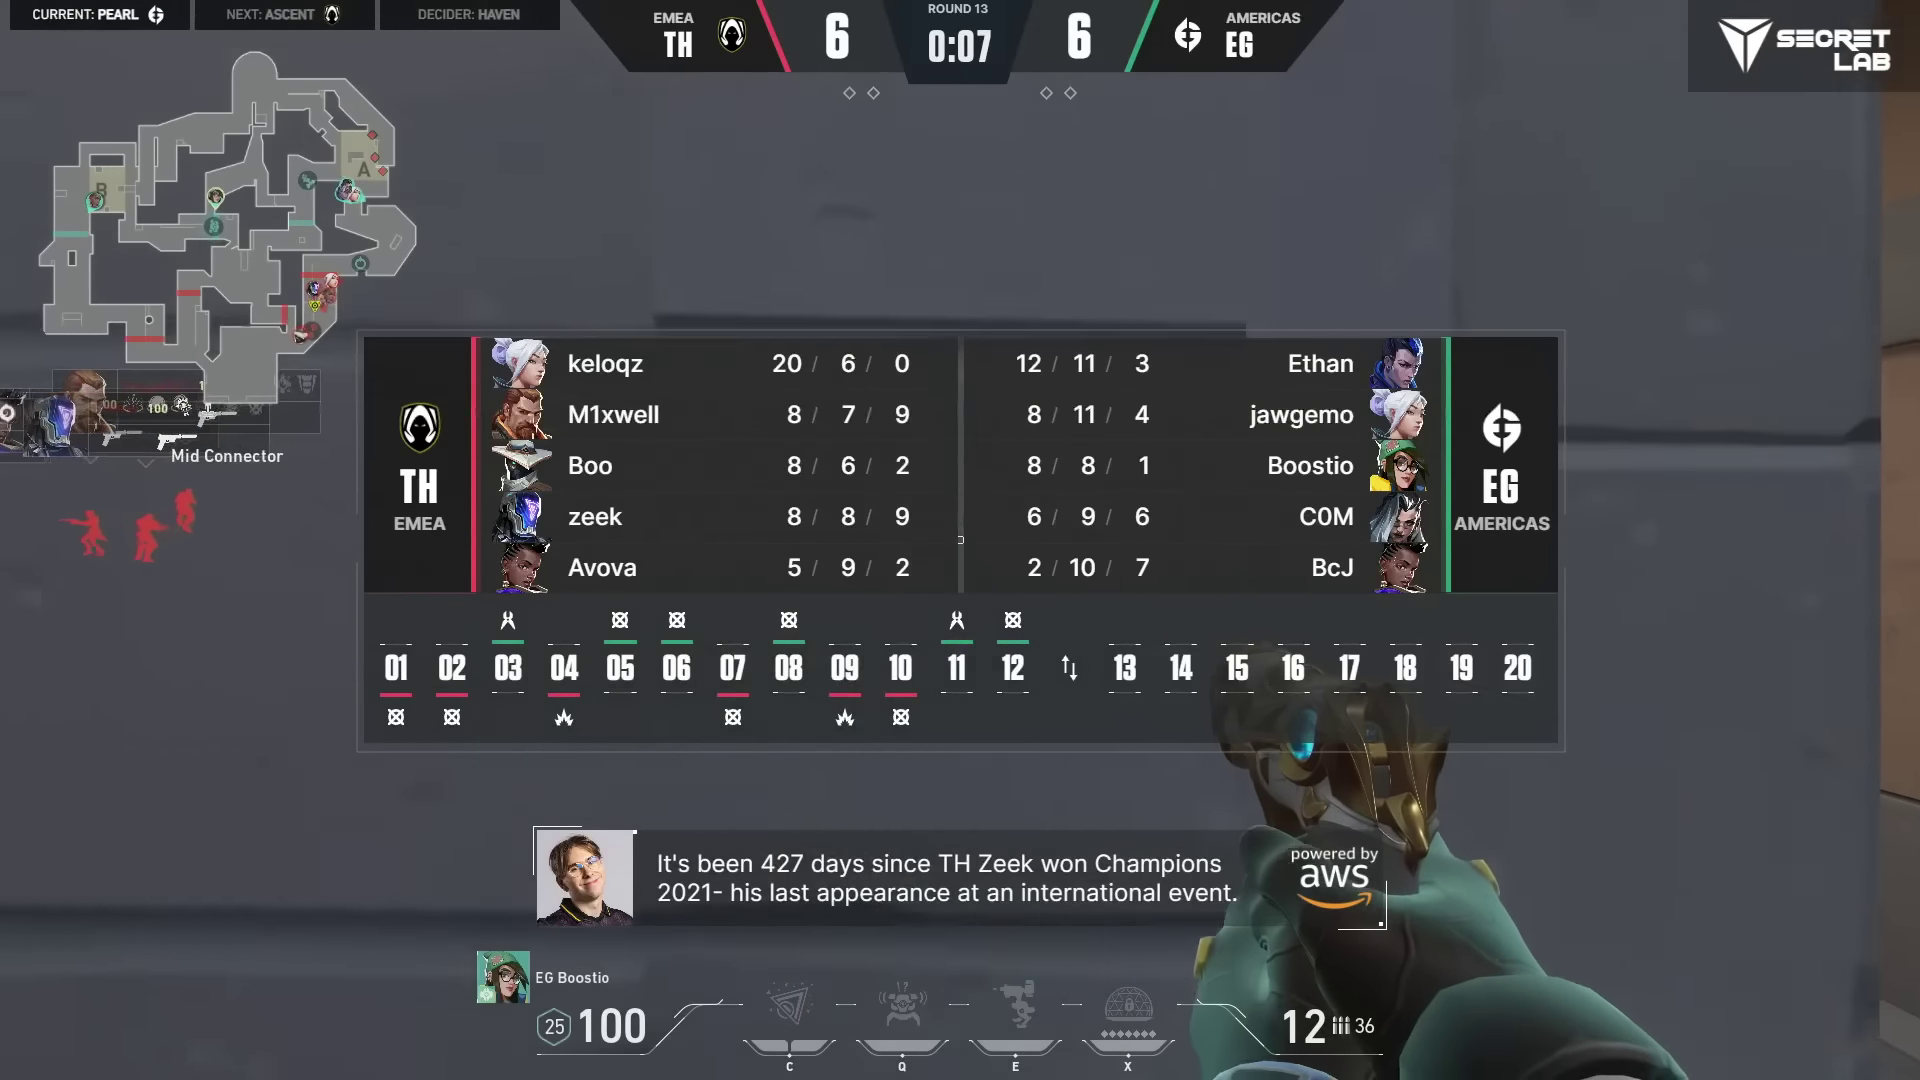 CURRENT: PEARL
NEXT: ASCENT
DECIDER: HAVEN
EMEA
TH
6
ROUND 13
0:07
6
AMERICAS
EG
SECRET
LAB
B
A
100
Mid Connector
TH
EMEA
keloqz 20 / 6 / 0
M1xwell 8 / 7 / 9
Boo 8 / 6 / 2
zeek 8 / 8 / 9
Avova 5 / 9 / 2
12 / 11 / 3 Ethan
8 / 11 / 4 jawgemo
8 / 8 / 1 Boostio
6 / 9 / 6 C0M
2 / 10 / 7 BcJ
EG
AMERICAS
01 02 03 04 05 06 07 08 09 10 11 12 13 14 15 16 17 18 19 20
It's been 427 days since TH Zeek won Champions
2021- his last appearance at an international event.
powered by
aws
EG Boostio
25 100
C Q E X
12 36